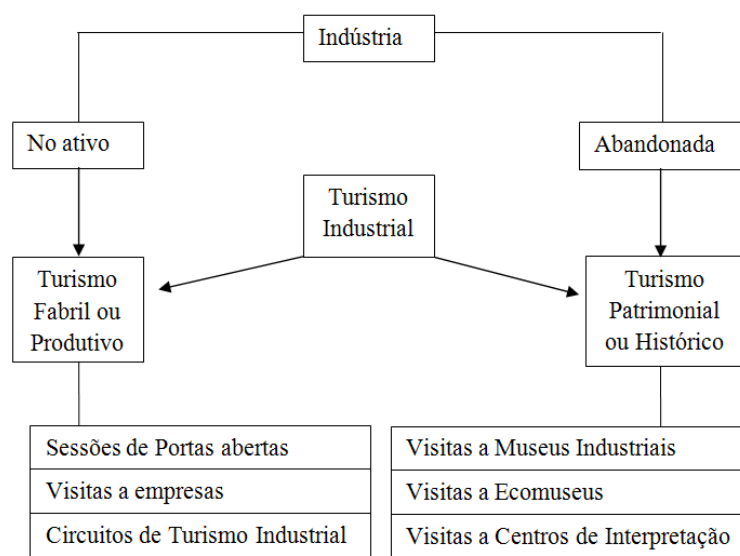 Indústria
No ativo
Abandonada
Turismo
Industrial
Turismo
Fabril ou
Produtivo
Turismo
Patrimonial
ou Histórico
Sessões de Portas abertas
Visitas a empresas
Circuitos de Turismo Industrial
Visitas a Museus Industriais
Visitas a Ecomuseus
Visitas a Centros de Interpretação